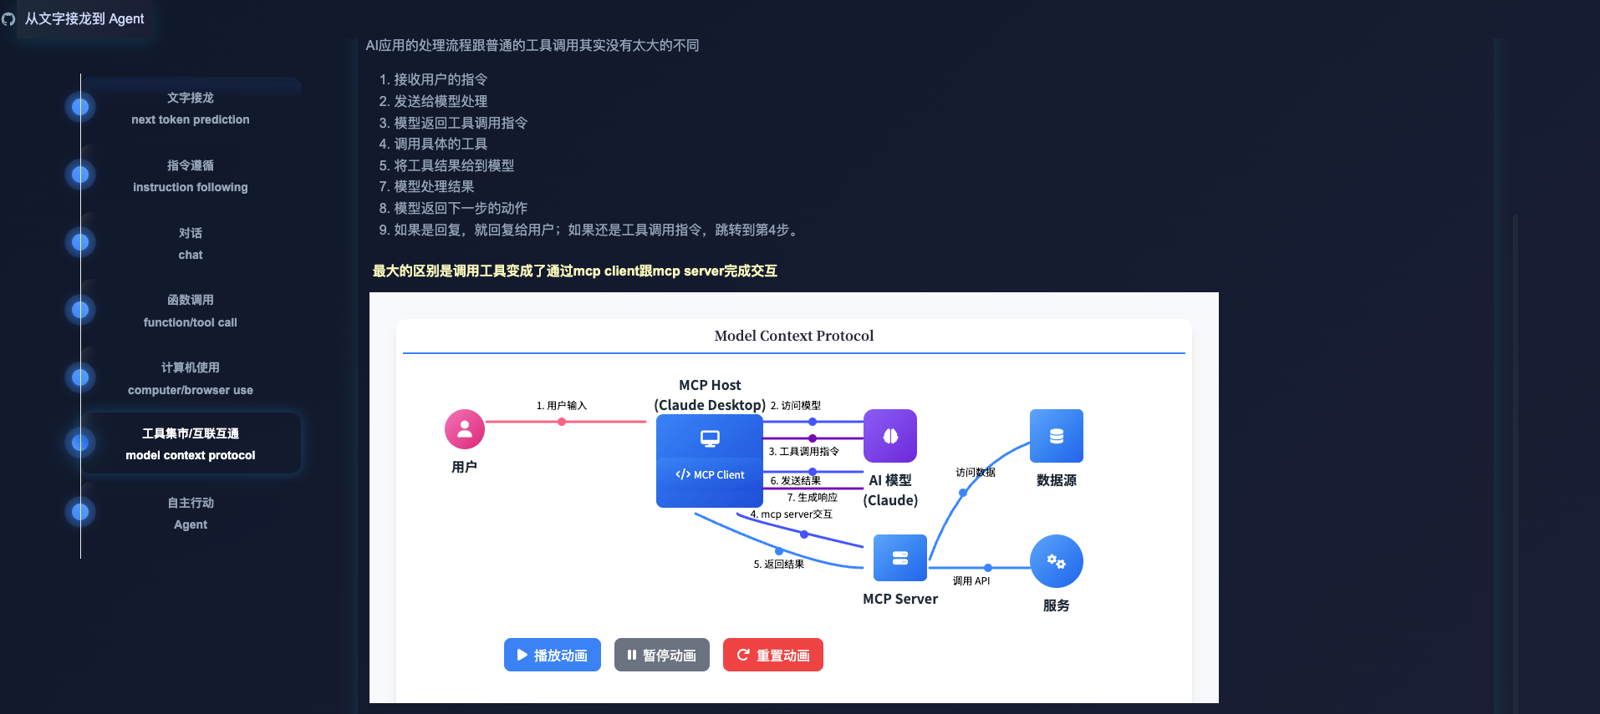 从文字接龙到 Agent
文字接龙
next token prediction
指令遵循
instruction following
对话
chat
函数调用
function/tool call
计算机使用
computer/browser use
工具集市/互联互通
model context protocol
自主行动
Agent
AI应用的处理流程跟普通的工具调用其实没有太大的不同
1. 接收用户的指令
2. 发送给模型处理
3. 模型返回工具调用指令
4. 调用具体的工具
5. 将工具结果给到模型
7. 模型处理结果
8. 模型返回下一步的动作
9. 如果是回复，就回复给用户；如果还是工具调用指令，跳转到第4步。
最大的区别是调用工具变成了通过mcp client跟mcp server完成交互
Model Context Protocol
MCP Host
(Claude Desktop)
1. 用户输入
2. 访问模型
</> MCP Client
3. 工具调用指令
用户
6. 发送结果
7. 生成响应
AI 模型
(Claude)
访问数据
数据源
4. mcp server交互
5. 返回结果
调用 API
MCP Server
服务
播放动画
暂停动画
重置动画